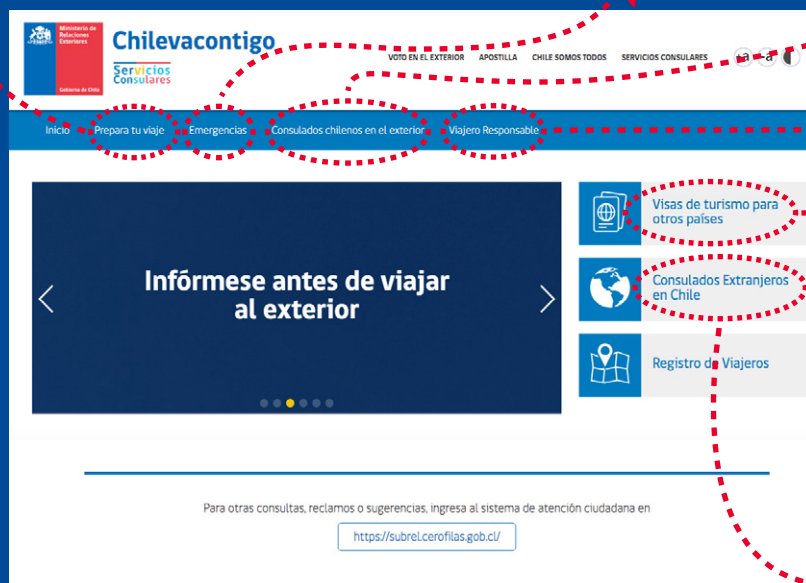 Ministerio de
Relaciones
Exteriores
Gobierno de Chile
Chilevacontigo
Servicios
Consulares
VOTO EN EL EXTERIOR APOSTILLA CHILE SOMOS TODOS SERVICIOS CONSULARES +a -a
Inicio Prepara tu viaje Emergencias Consulados chilenos en el exterior Viajero Responsable
Infórmese antes de viajar
al exterior
Visas de turismo para
otros países
Consulados Extranjeros
en Chile
Registro de Viajeros
Para otras consultas, reclamos o sugerencias, ingresa al sistema de atención ciudadana en
https://subrel.cerofilas.gob.cl/